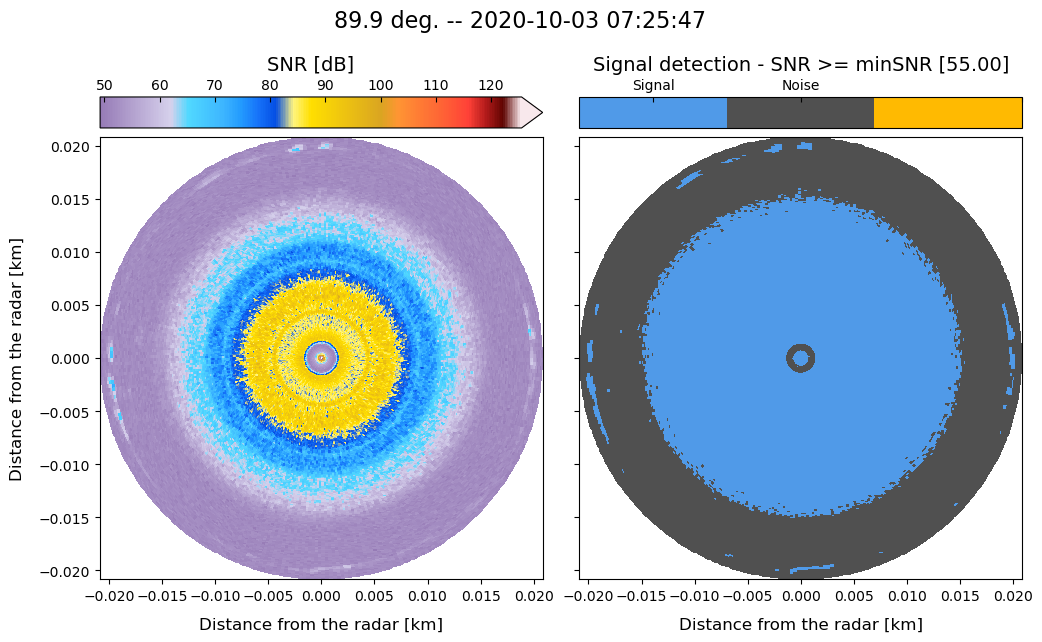 89.9 deg. -- 2020-10-03 07:25:47
SNR [dB]
50 60 70 80 90 100 110 120
Signal detection - SNR >= minSNR [55.00]
Signal Noise
Distance from the radar [km]
0.020
0.015
0.010
0.005
0.000
−0.005
−0.010
−0.015
−0.020
−0.020 −0.015 −0.010 −0.005 0.000 0.005 0.010 0.015 0.020
Distance from the radar [km]
−0.020 −0.015 −0.010 −0.005 0.000 0.005 0.010 0.015 0.020
Distance from the radar [km]